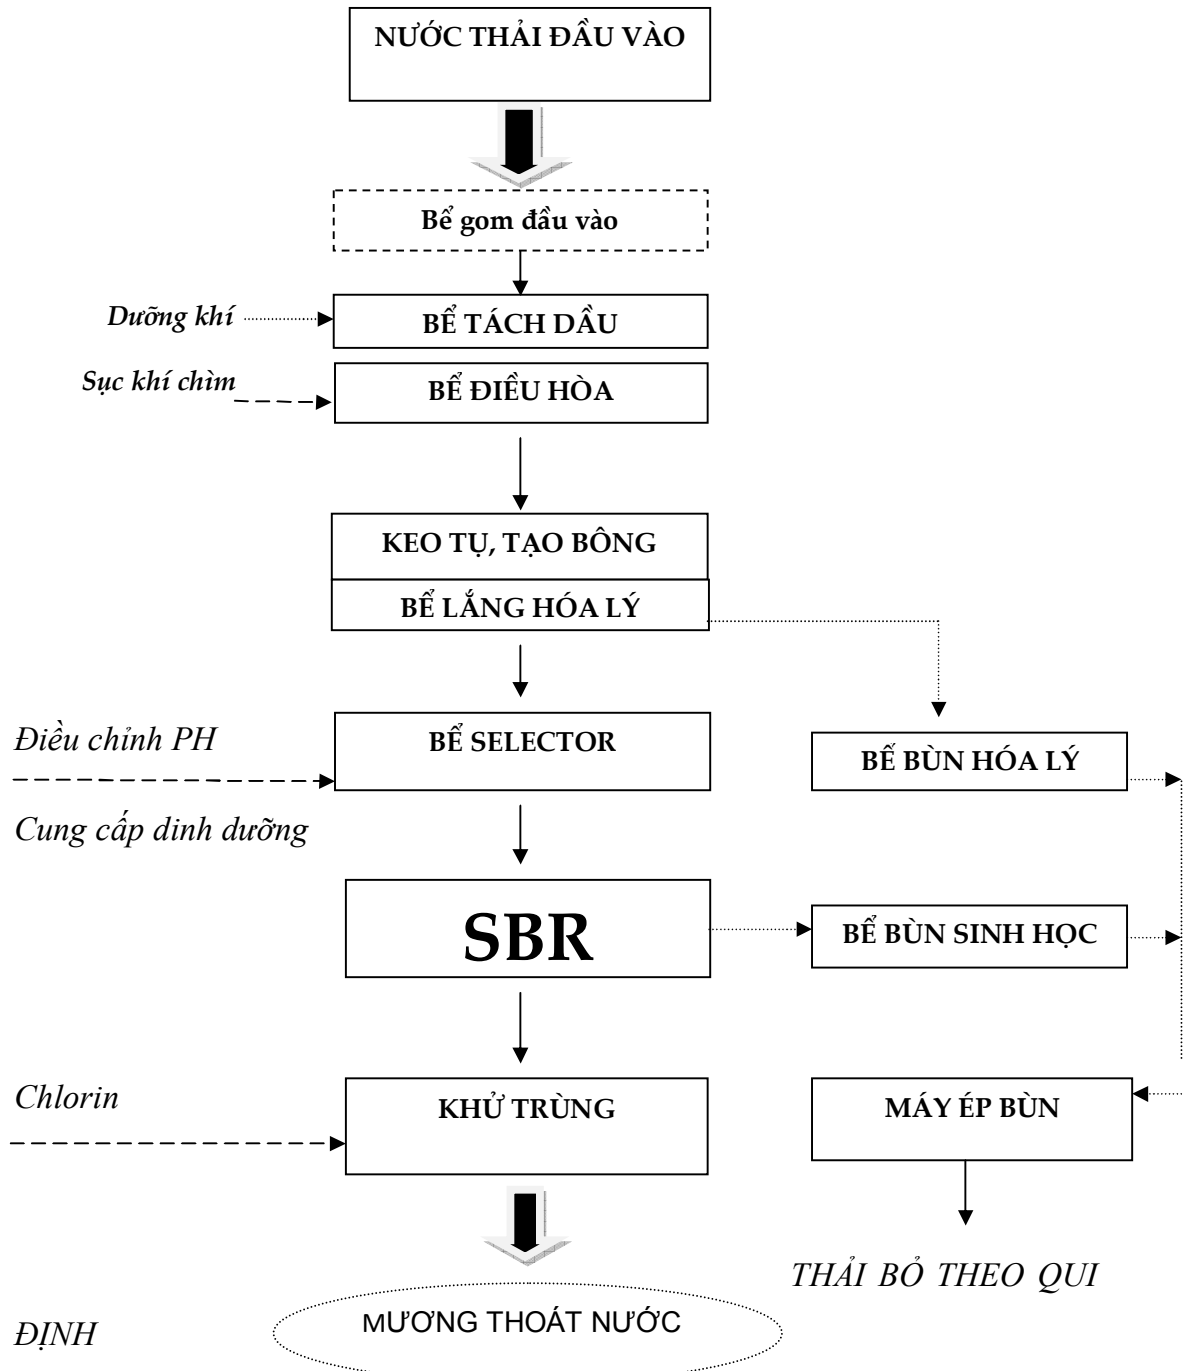 NƯỚC THẢI ĐẦU VÀO
Bể gom đầu vào
Dưỡng khí
BỂ TÁCH DẦU
Sục khí chìm
BỂ ĐIỀU HÒA
KEO TỤ, TẠO BÔNG
BỂ LẮNG HÓA LÝ
Điều chỉnh PH
BỂ SELECTOR
BỂ BÙN HÓA LÝ
Cung cấp dinh dưỡng
SBR
BỂ BÙN SINH HỌC
Chlorin
KHỬ TRÙNG
MÁY ÉP BÙN
THẢI BỎ THEO QUI
MƯƠNG THOÁT NƯỚC
ĐỊNH